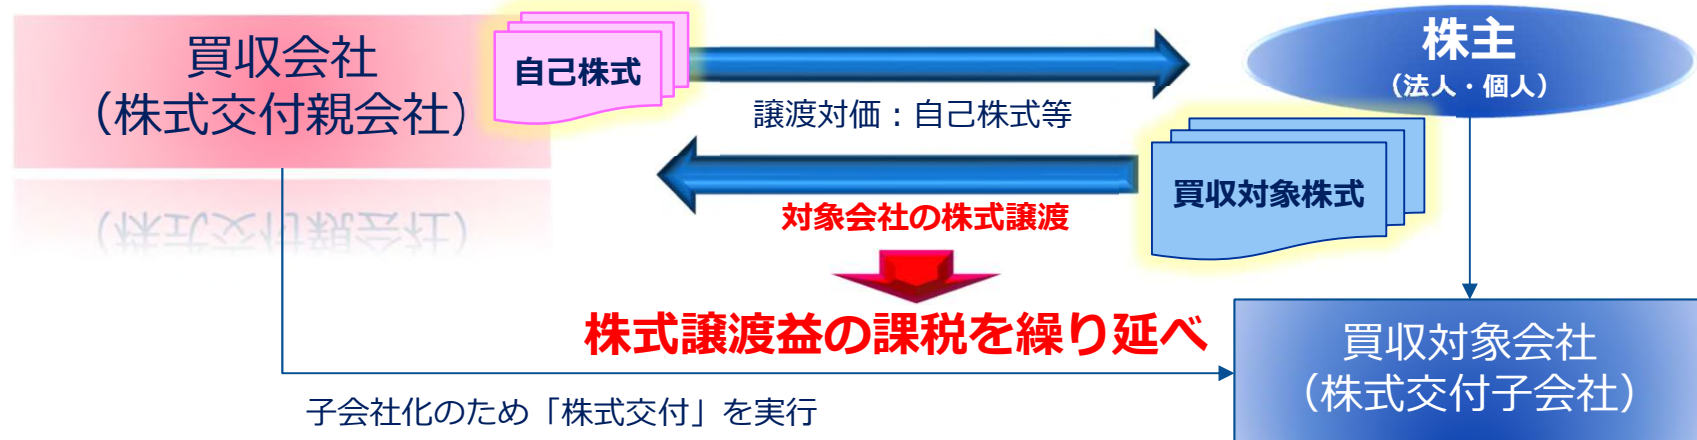 買収会社
（株式交付親会社）
自己株式
譲渡対価：自己株式等
株主
（法人・個人）
買収対象株式
対象会社の株式譲渡
株式譲渡益の課税を繰り延べ
買収対象会社
（株式交付子会社）
子会社化のため「株式交付」を実行